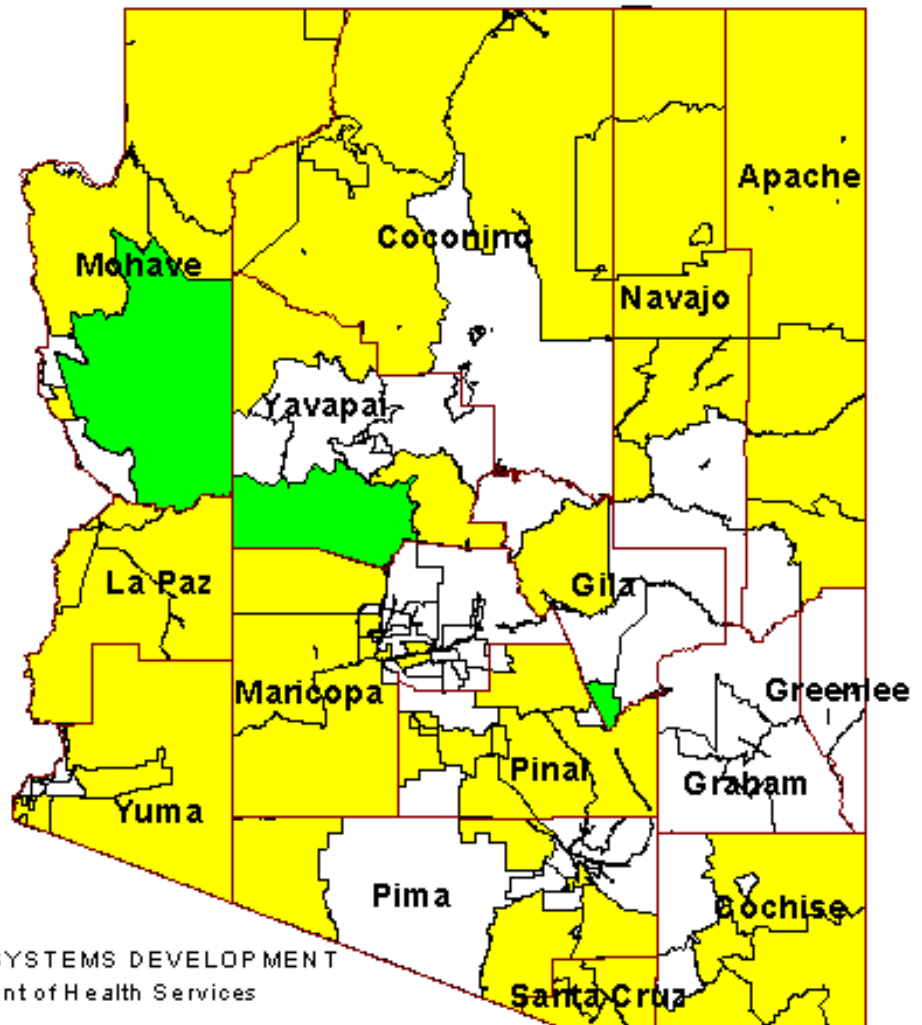 Apache
Coconino
Mohave
Navajo
Yavapai
La Paz
Gila
Maricopa
Greenlee
Pinal
Graham
Yuma
Pima
Cochise
SYSTEMS DEVELOPMENT
nt of Health Services
Santa Cruz